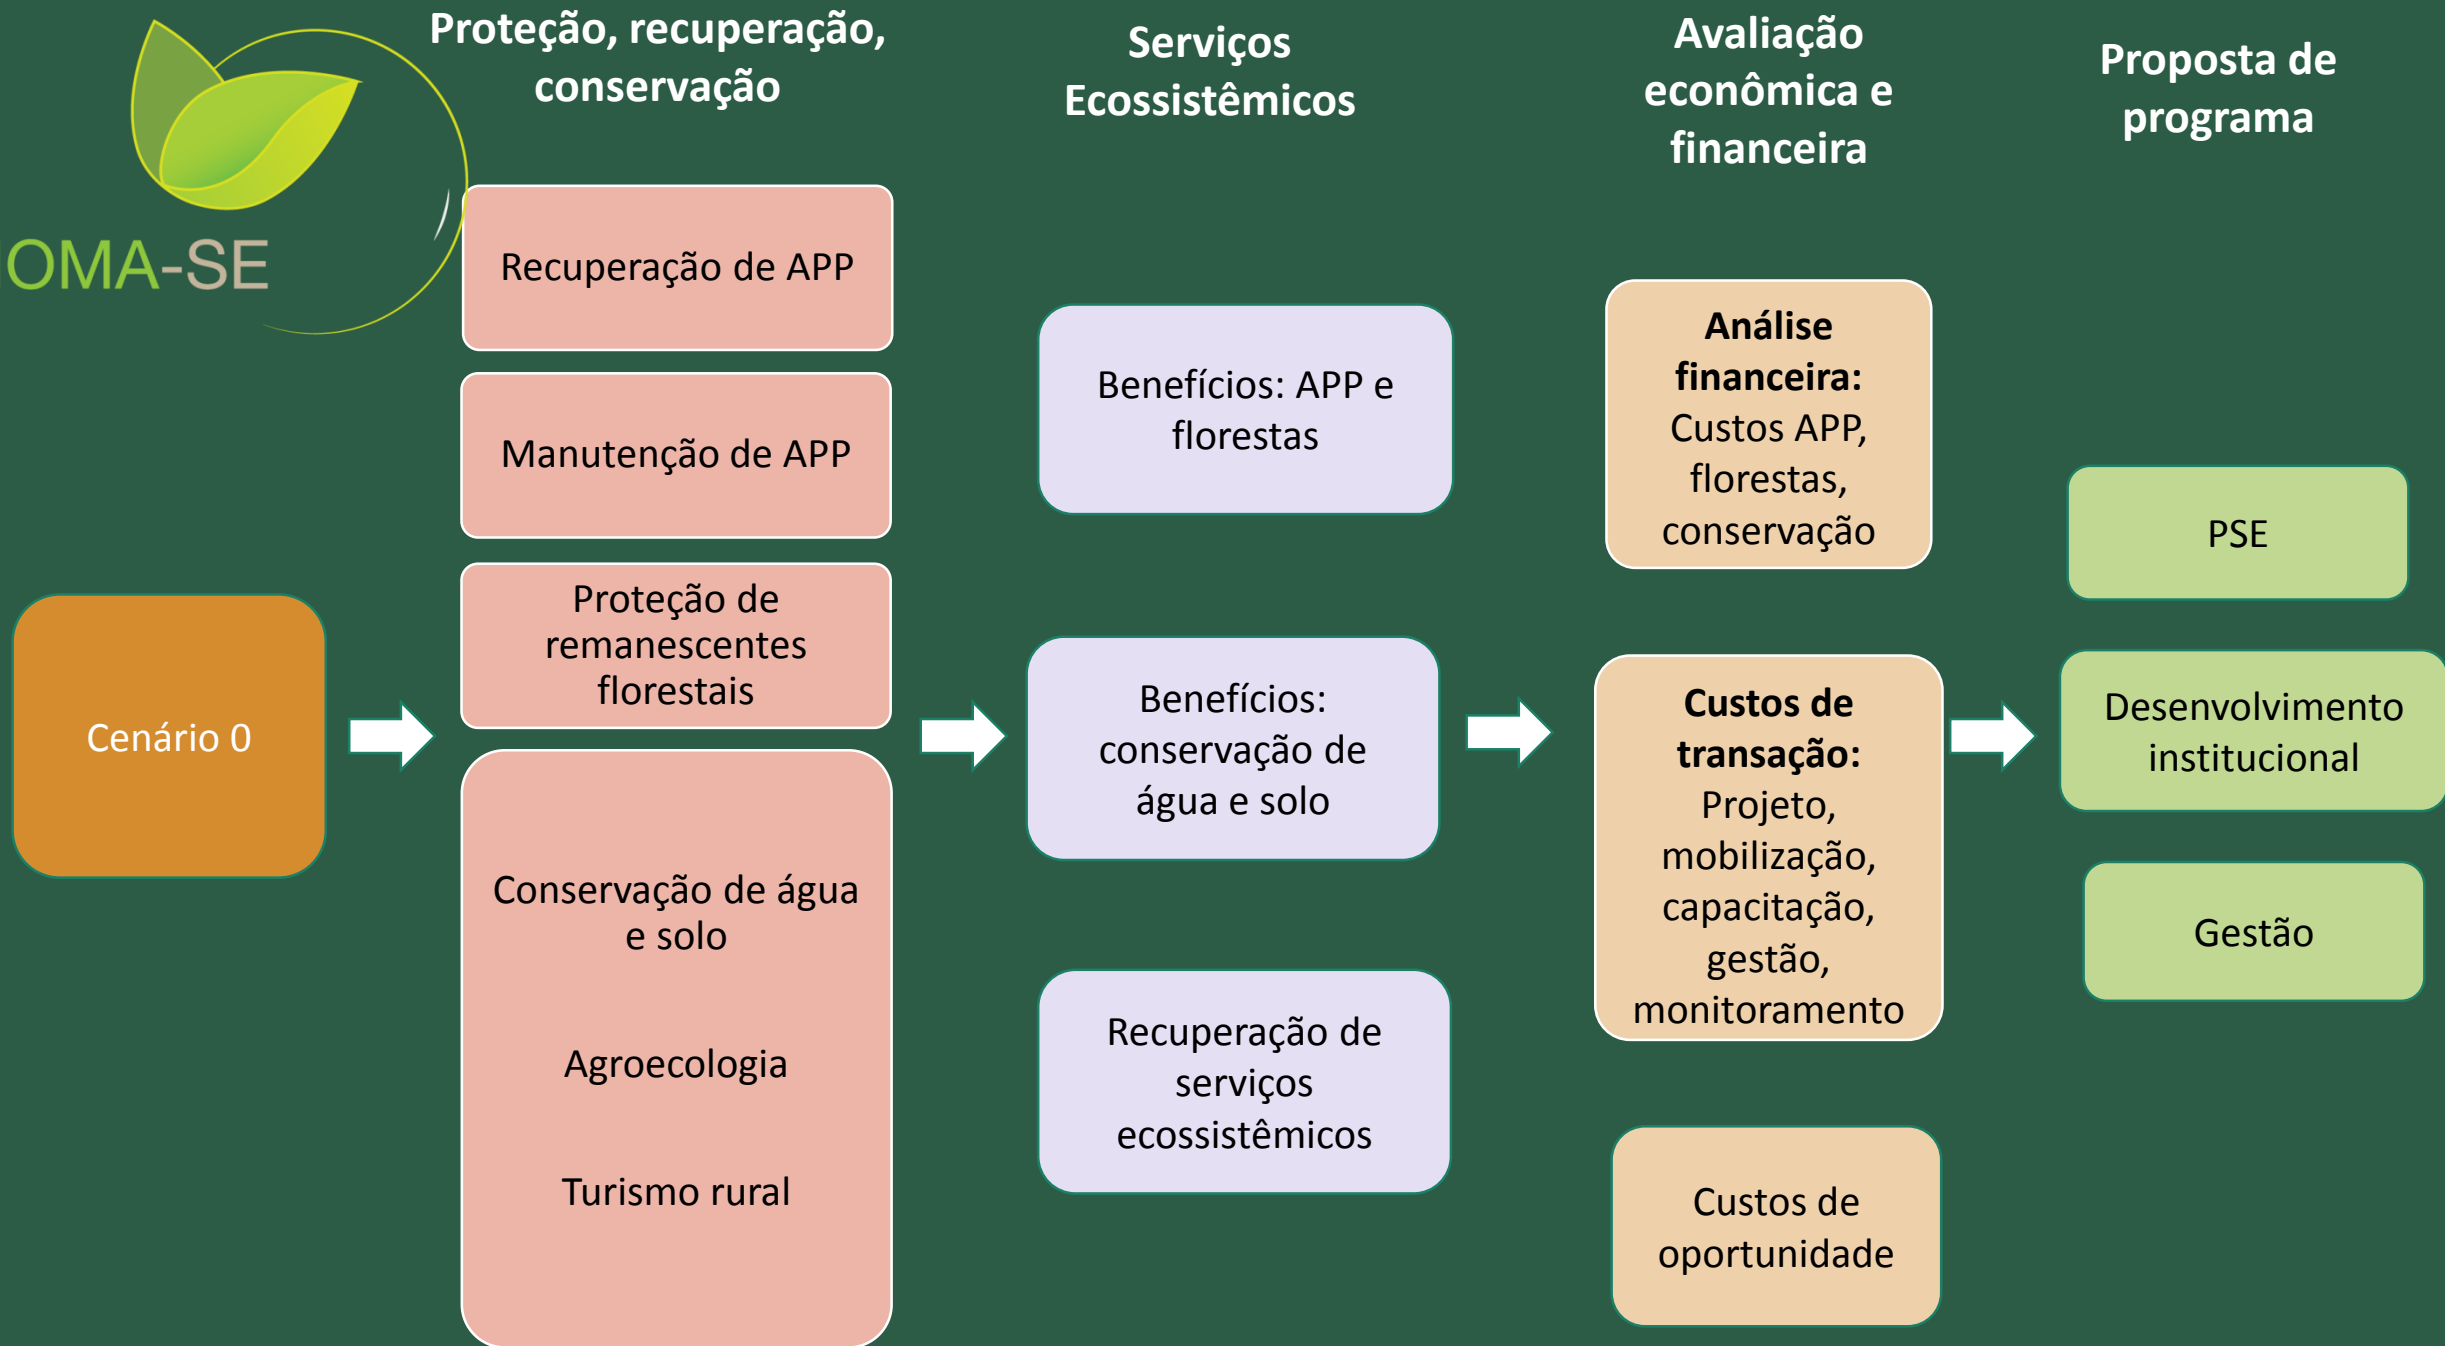 Proteção, recuperação,
conservação
Serviços
Ecossistêmicos
Avaliação
econômica e
financeira
Proposta de
programa
OMA-SE
Cenário 0
Recuperação de APP
Manutenção de APP
Proteção de
remanescentes
florestais
Conservação de água
e solo
Agroecologia
Turismo rural
Benefícios: APP e
florestas
Benefícios:
conservação de
água e solo
Recuperação de
serviços
ecossistêmicos
Análise
financeira:
Custos APP,
florestas,
conservação
Custos de
transação:
Projeto,
mobilização,
capacitação,
gestão,
monitoramento
Custos de
oportunidade
PSE
Desenvolvimento
institucional
Gestão